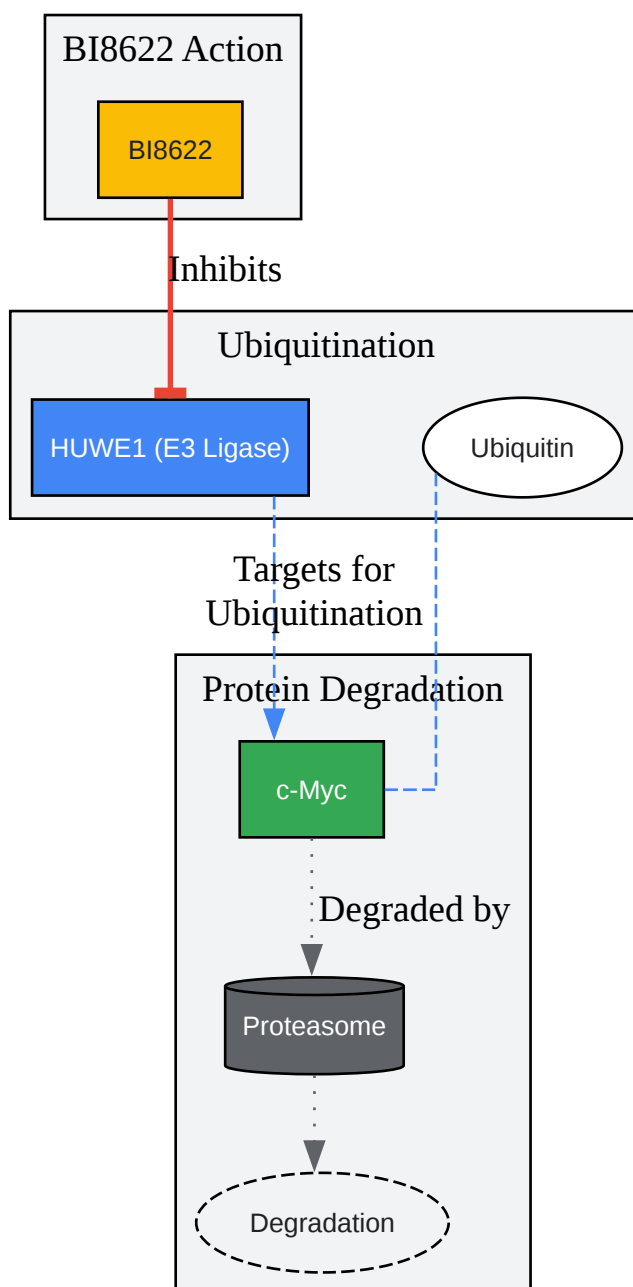 BI8622 Action
BI8622
Inhibits
Ubiquitination
HUWE1 (E3 Ligase)
Ubiquitin
Targets for
Ubiquitination
Protein Degradation
c-Myc
Degraded by
Proteasome
Degradation